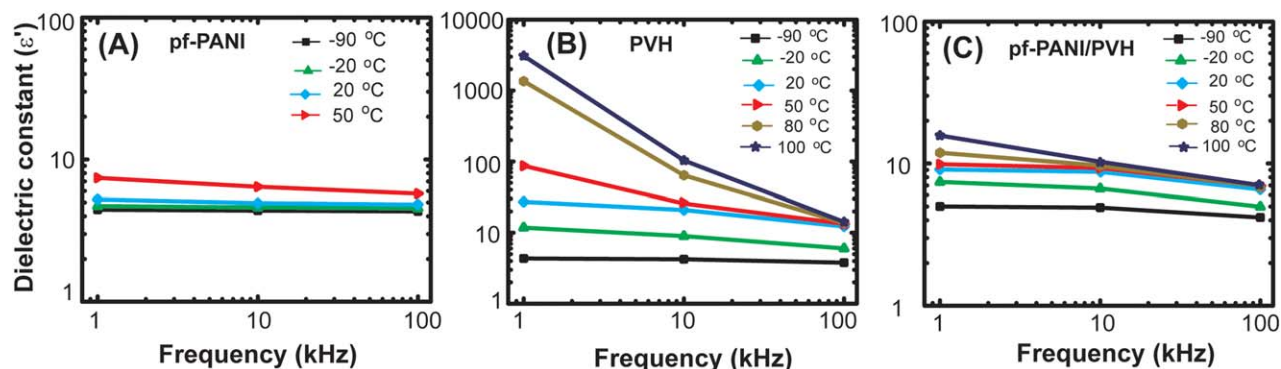 Dielectric constant (ε')
(A) pf-PANI
-90 °C
-20 °C
20 °C
50 °C
100
10
1
1 10 100
Frequency (kHz)
(B) PVH
-90 °C
-20 °C
20 °C
50 °C
80 °C
100 °C
10000
1000
100
10
1
1 10 100
Frequency (kHz)
(C) pf-PANI/PVH
-90 °C
-20 °C
20 °C
50 °C
80 °C
100 °C
100
10
1
1 10 100
Frequency (kHz)